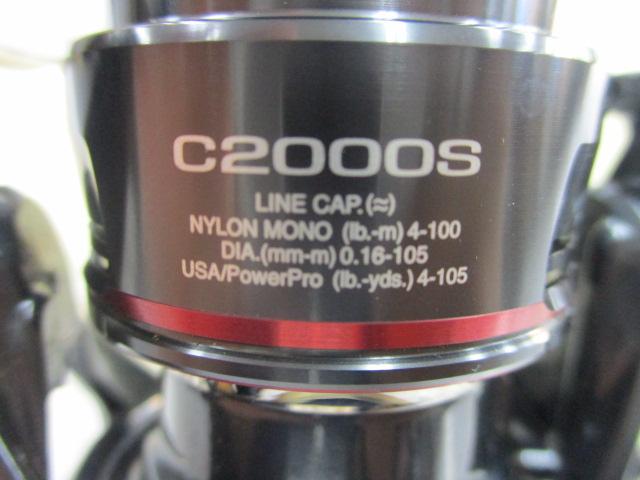 C2000S
LINE CAP.(≈)
NYLON MONO (lb.-m) 4-100
DIA.(mm-m) 0.16-105
USA/PowerPro (lb.-yds.) 4-105